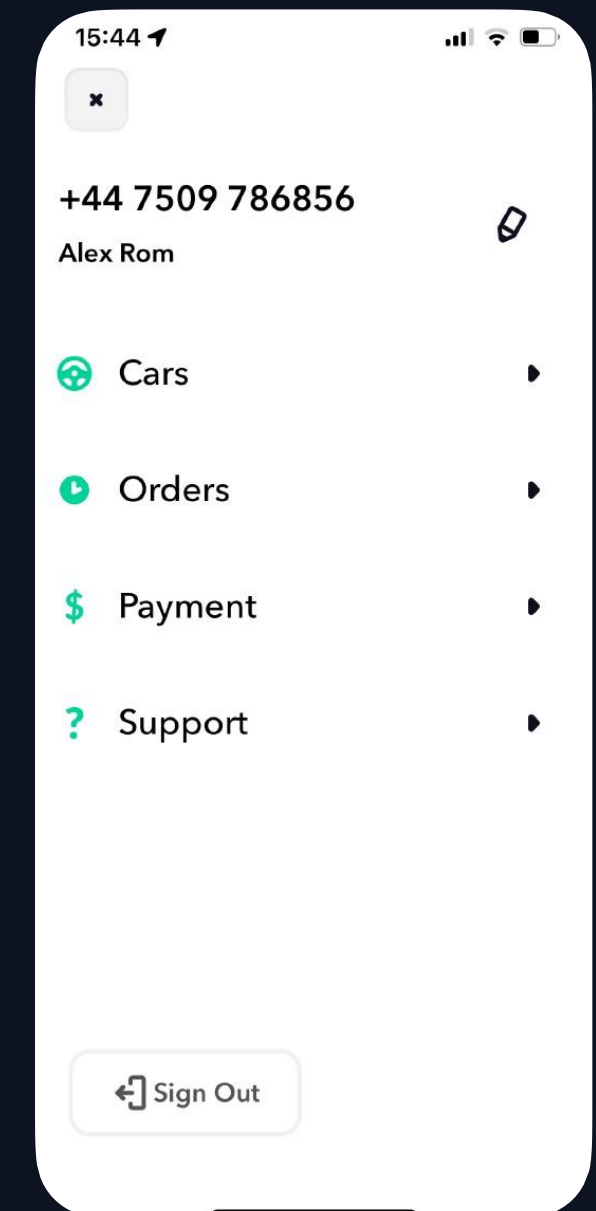 15:44
+44 7509 786856
Alex Rom
Cars
Orders
$ Payment
? Support
Sign Out